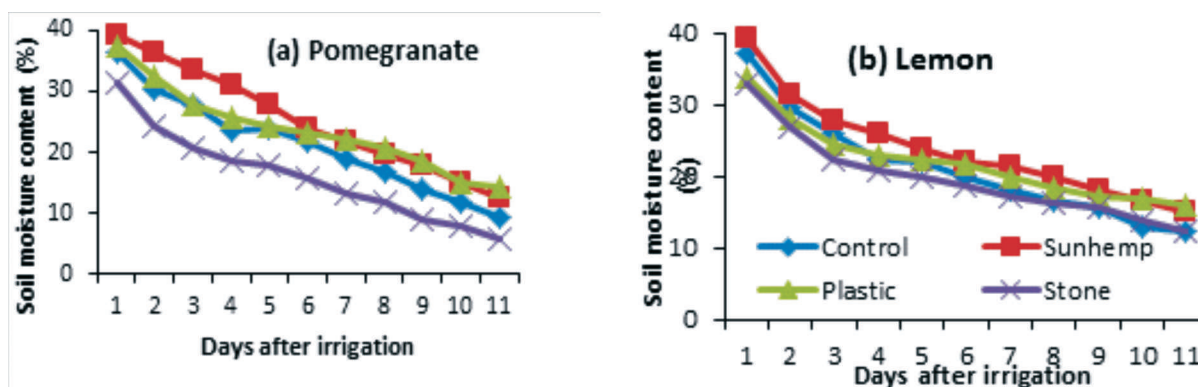 (a) Pomegranate
Soil moisture content (%)
40
30
20
10
0
1 2 3 4 5 6 7 8 9 10 11
Days after irrigation
(b) Lemon
Soil moisture content
40
30
20
10
0
Control
Sunhemp
Plastic
Stone
1 2 3 4 5 6 7 8 9 10 11
Days after irrigation